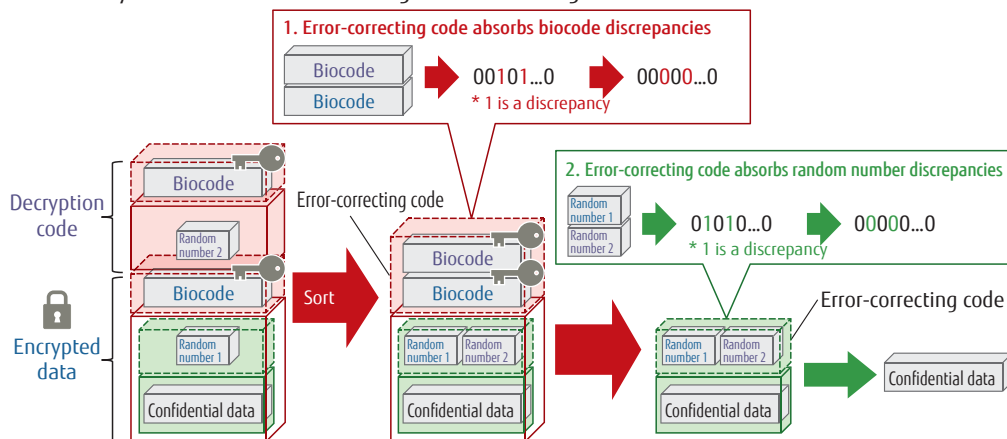 1. Error-correcting code absorbs biocode discrepancies
Biocode
Biocode
00101...0
00000...0
* 1 is a discrepancy
2. Error-correcting code absorbs random number discrepancies
Random
number 1
Random
number 2
01010...0
00000...0
* 1 is a discrepancy
Decryption
code
Biocode
Random
number 2
Biocode
Encrypted
data
Random
number 1
Confidential data
Sort
Error-correcting code
Biocode
Biocode
Random
number 1
Random
number 2
Confidential data
Error-correcting code
Random
number 1
Random
number 2
Confidential data
Confidential data